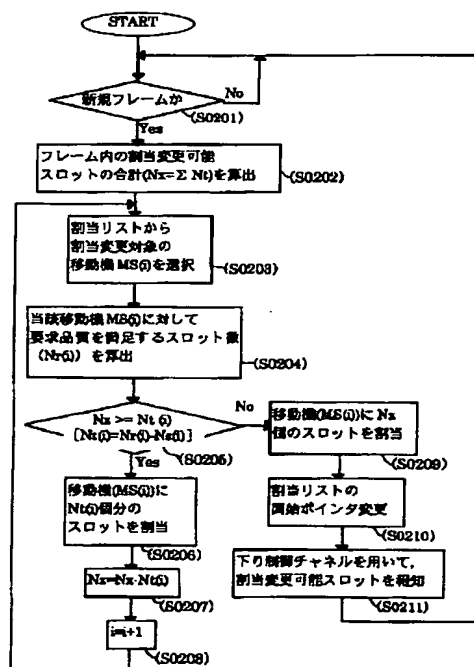 START
新規フレームか
No
(S0201)
Yes
フレーム内の割当変更可能
スロットの合計(Nx=Σ Nt)を算出
(S0202)
割当リストから
割当変更対象の
移動機 MS(i)を選択
(S0203)
当該移動機 MS(i)に対して
要求品質を満足するスロット数
(Nr(i)) を算出
(S0204)
Nx >= Nt (i)
[Nt(i)=Nr(i)-Ns(i)]
No
(S0205)
Yes
移動機(MS(i))に
Nt(i)個分の
スロットを割当
(S0206)
Nx=Nx-Nt(i)
(S0207)
i=i+1
(S0208)
移動機(MS(i))に Nx
個のスロットを割当
(S0209)
割当リストの
開始ポインタ変更
(S0210)
下り制御チャネルを用いて,
割当変更可能スロットを報知
(S0211)